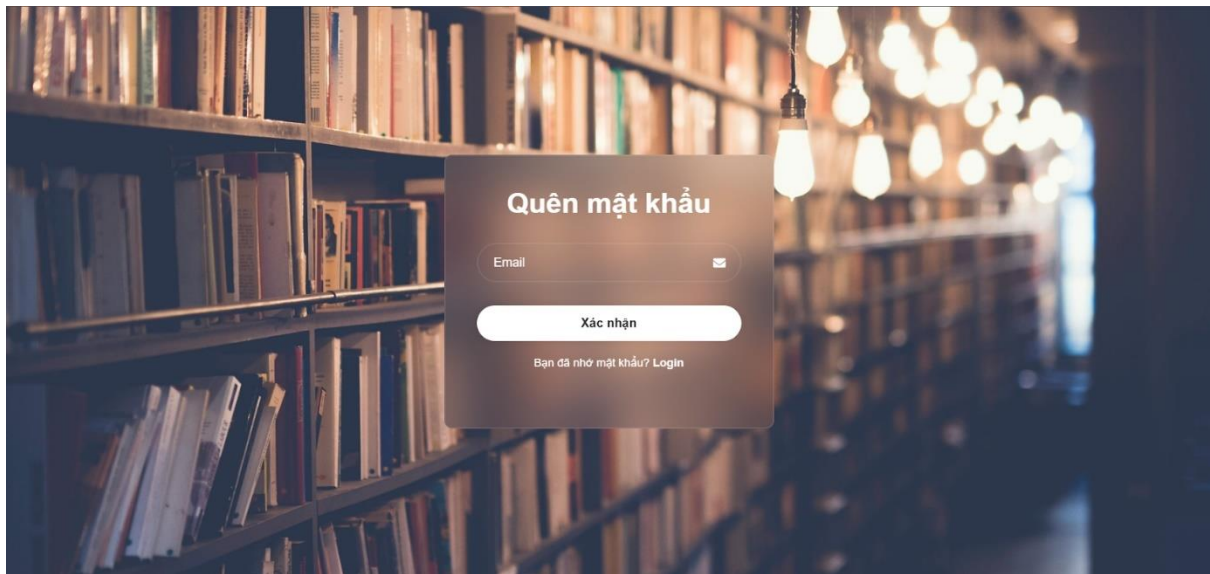 Quên mật khẩu
Email
Xác nhận
Bạn đã nhớ mật khẩu? Login